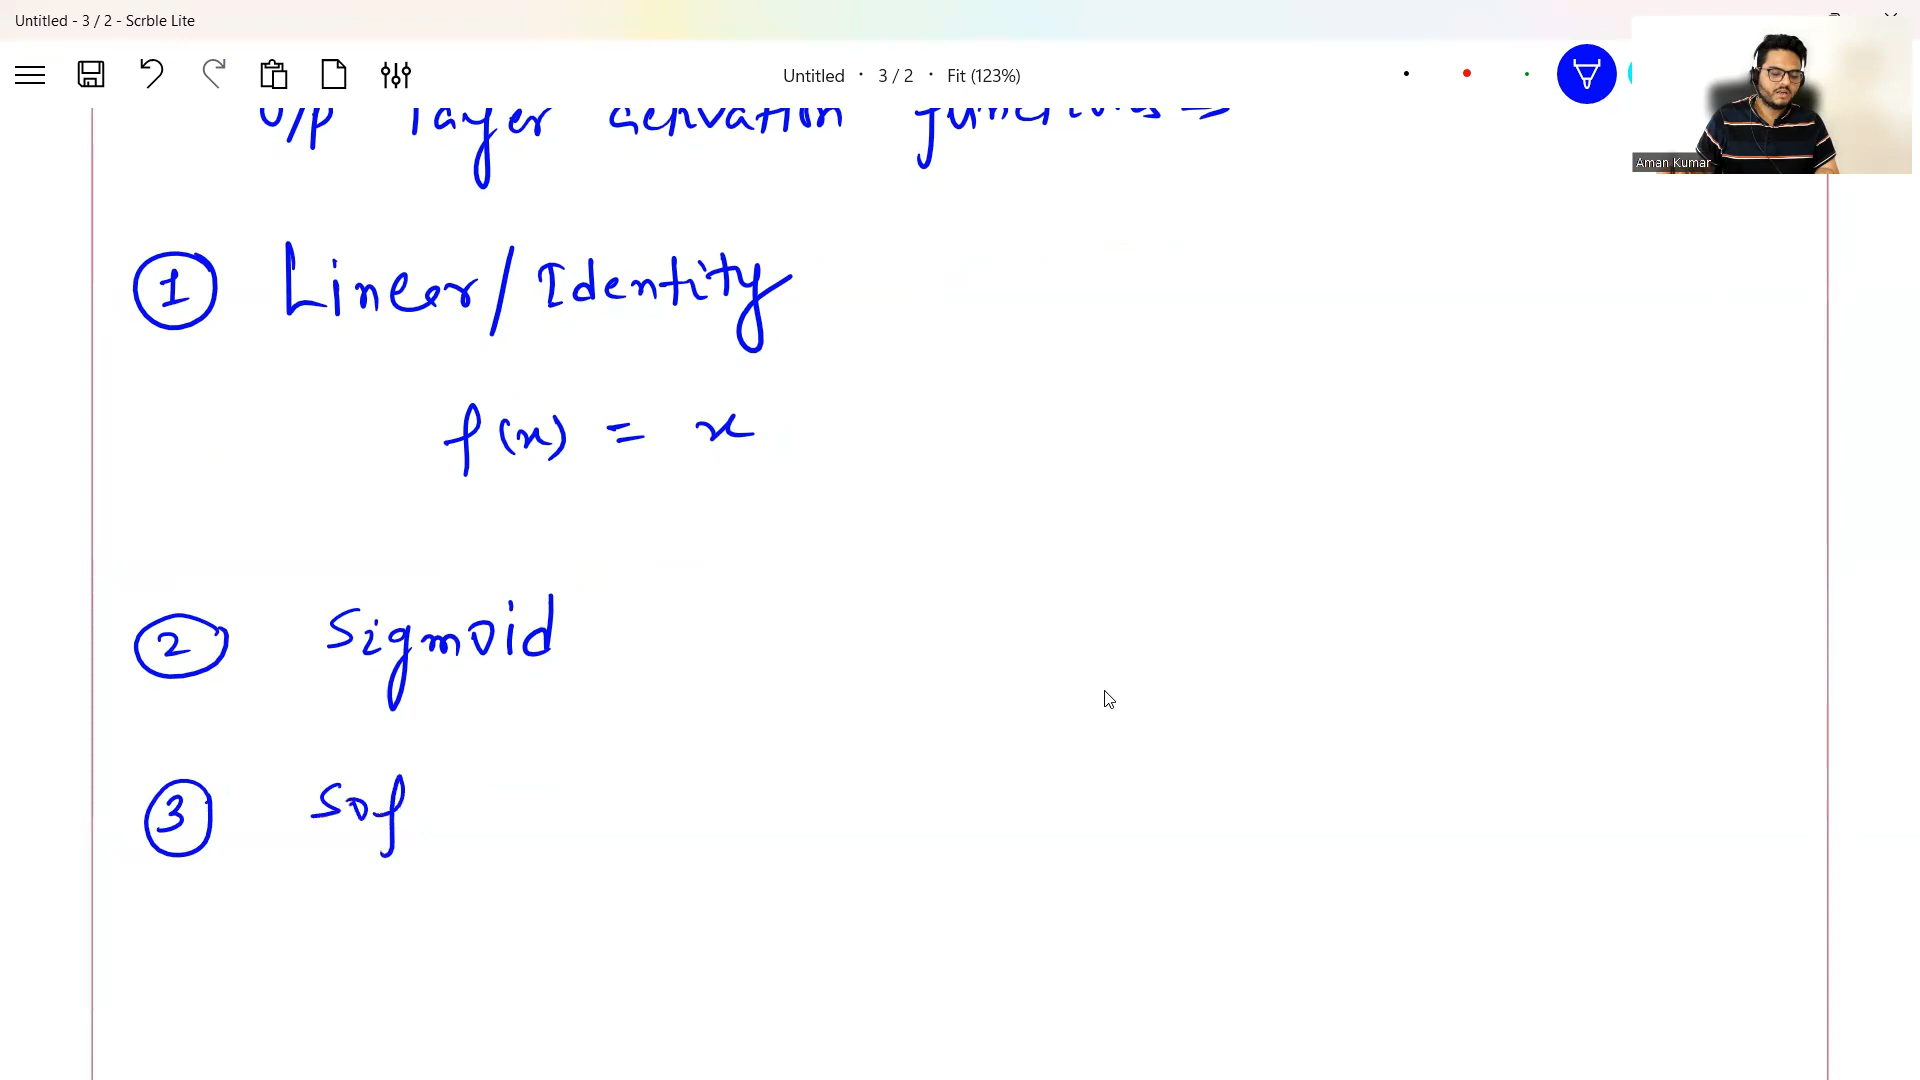 Untitled - 3 / 2 - Scrble Lite
Untitled • 3 / 2 • Fit (123%)
o/p layer activation functions =
Aman Kumar
1 Linear/Identity
f(x) = x
2 Sigmoid
3 Sof